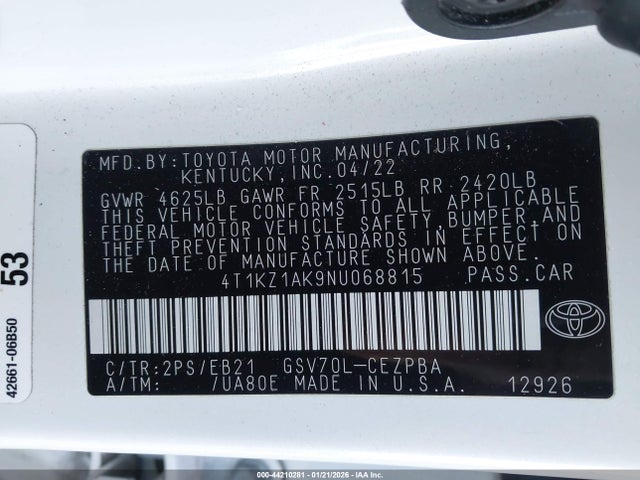 MFD.BY:TOYOTA MOTOR MANUFACTURING,
KENTUCKY,INC.04/22
GVWR 4625LB GAWR FR 2515LB RR 2420LB
THIS VEHICLE CONFORMS TO ALL APPLICABLE
FEDERAL MOTOR VEHICLE SAFETY,BUMPER,AND
THEFT PREVENTION STANDARDS IN EFFECT ON
THE DATE OF MANUFACTURE SHOWN ABOVE.
4T1KZ1AK9NU068815 PASS.CAR
C/TR:2PS/EB21 GSV70L-CEZPBA
A/TM: /UA80E MADE IN U.S.A. 12926
53
42661-06850
000-44210281 - 01/21/2026 - IAA Inc.